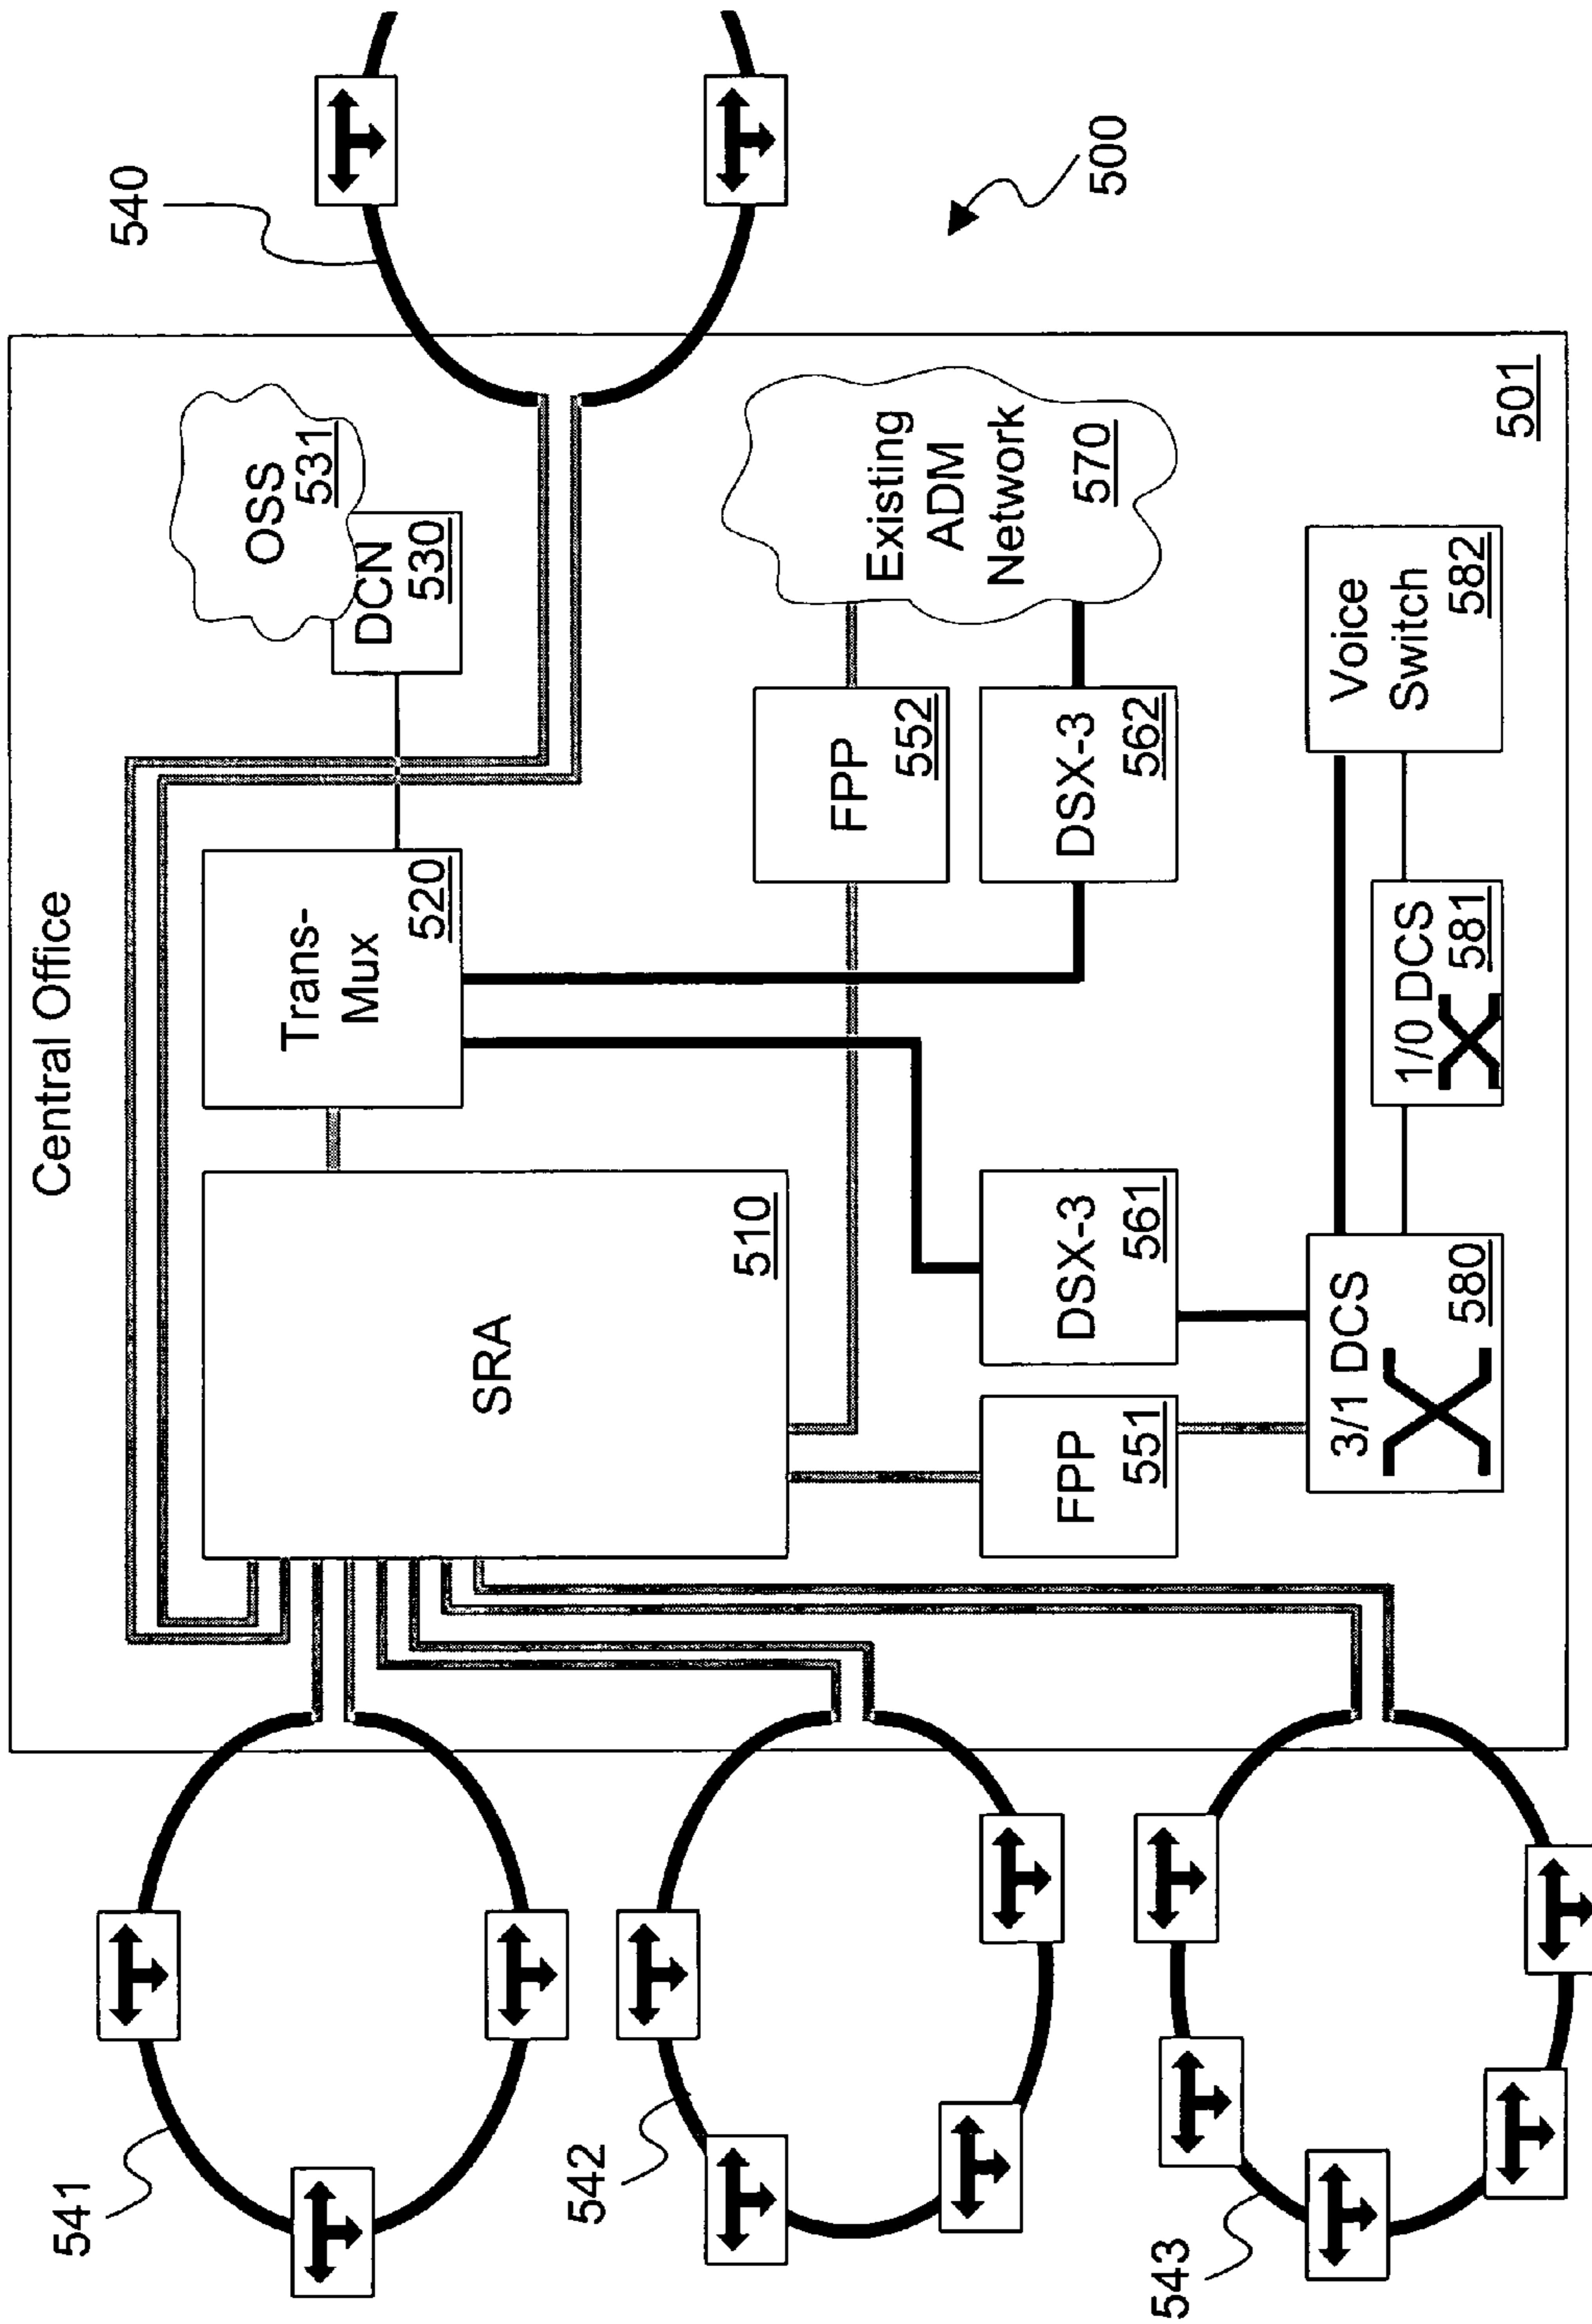 Central Office
541
542
543
540
500
SRA
510
Trans-
Mux
520
OSS
531
DCN
530
FPP
551
DSX-3
561
FPP
552
DSX-3
562
Existing
ADM
Network
570
3/1 DCS
580
1/0 DCS
581
Voice
Switch
582
501